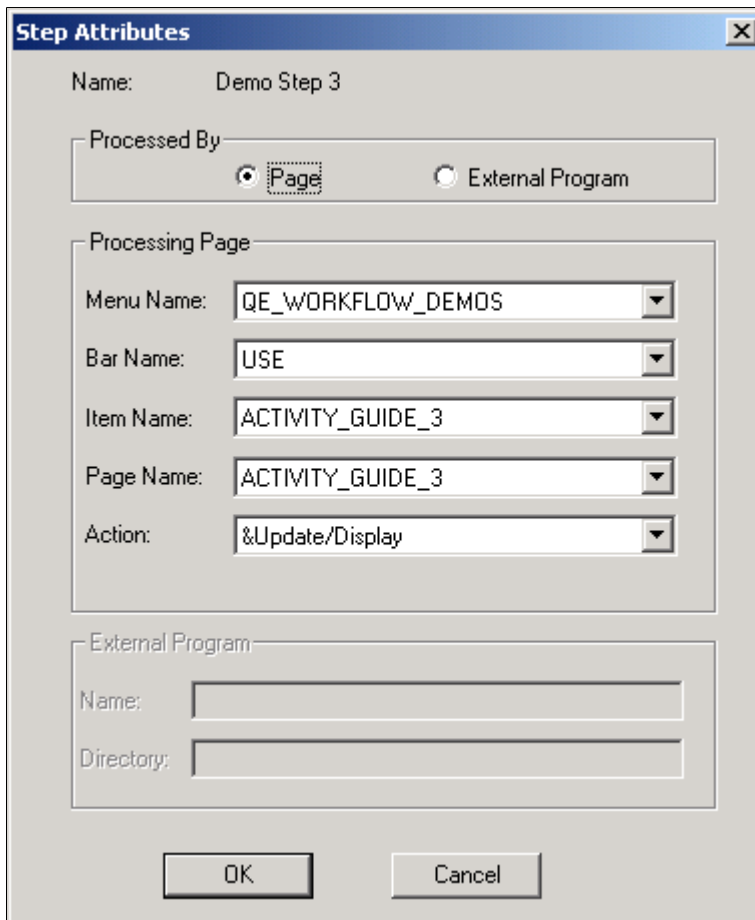 Step Attributes
Name: Demo Step 3
Processed By
Page External Program
Processing Page
Menu Name: QE_WORKFLOW_DEMOS
Bar Name: USE
Item Name: ACTIVITY_GUIDE_3
Page Name: ACTIVITY_GUIDE_3
Action: &Update/Display
External Program
Name:
Directory:
OK Cancel